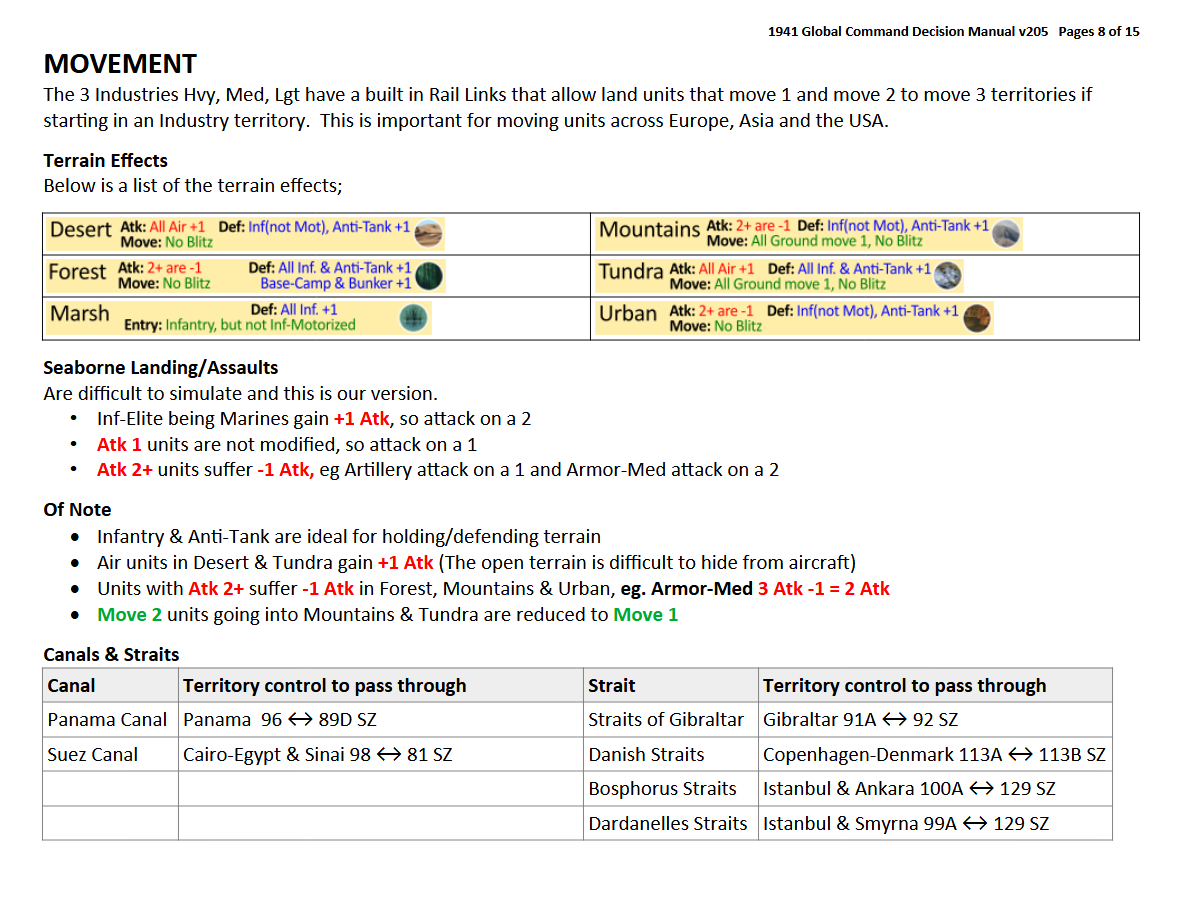 1941 Global Command Decision Manual v205 Pages 8 of 15
MOVEMENT
The 3 Industries Hvy, Med, Lgt have a built in Rail Links that allow land units that move 1 and move 2 to move 3 territories if
starting in an Industry territory. This is important for moving units across Europe, Asia and the USA.
Terrain Effects
Below is a list of the terrain effects;
Desert Atk: All Air +1 Def: Inf(not Mot), Anti-Tank +1
Move: No Blitz
Mountains Atk: 2+ are -1 Def: Inf(not Mot), Anti-Tank +1
Move: All Ground move 1, No Blitz
Forest Atk: 2+ are -1 Def: All Inf. & Anti-Tank +1
Move: No Blitz Base-Camp & Bunker +1
Tundra Atk: All Air +1 Def: All Inf. & Anti-Tank +1
Move: All Ground move 1, No Blitz
Marsh Def: All Inf. +1
Entry: Infantry, but not Inf-Motorized
Urban Atk: 2+ are -1 Def: Inf(not Mot), Anti-Tank +1
Move: No Blitz
Seaborne Landing/Assaults
Are difficult to simulate and this is our version.
• Inf-Elite being Marines gain +1 Atk, so attack on a 2
• Atk 1 units are not modified, so attack on a 1
• Atk 2+ units suffer -1 Atk, eg Artillery attack on a 1 and Armor-Med attack on a 2
Of Note
• Infantry & Anti-Tank are ideal for holding/defending terrain
• Air units in Desert & Tundra gain +1 Atk (The open terrain is difficult to hide from aircraft)
• Units with Atk 2+ suffer -1 Atk in Forest, Mountains & Urban, eg. Armor-Med 3 Atk -1 = 2 Atk
• Move 2 units going into Mountains & Tundra are reduced to Move 1
Canals & Straits
Canal Territory control to pass through Strait Territory control to pass through
Panama Canal Panama 96 ↔ 89D SZ Straits of Gibraltar Gibraltar 91A ↔ 92 SZ
Suez Canal Cairo-Egypt & Sinai 98 ↔ 81 SZ Danish Straits Copenhagen-Denmark 113A ↔ 113B SZ
Bosphorus Straits Istanbul & Ankara 100A ↔ 129 SZ
Dardanelles Straits Istanbul & Smyrna 99A ↔ 129 SZ